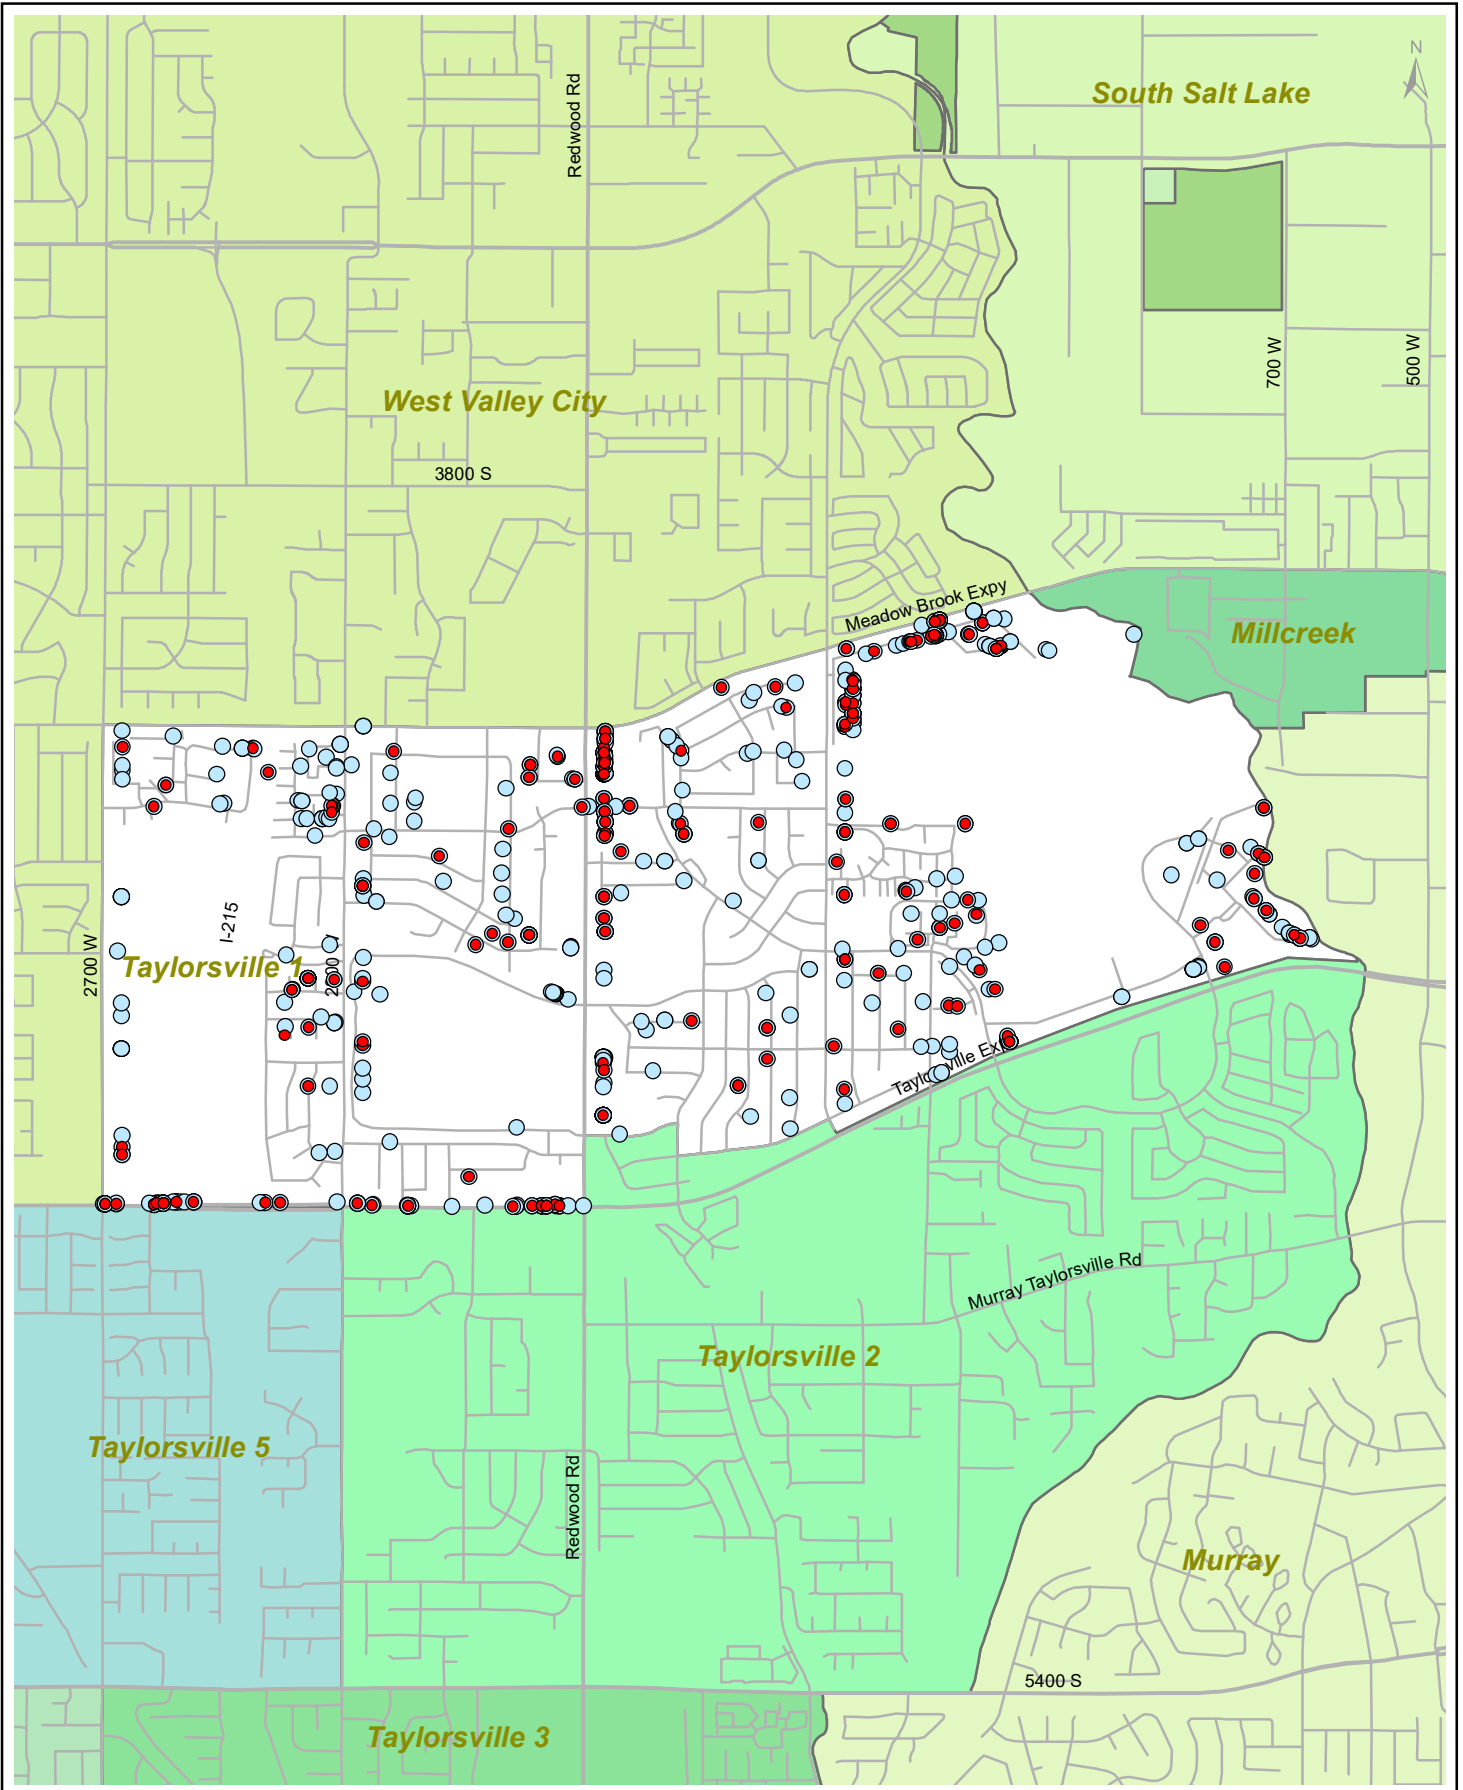 N
South Salt Lake
Redwood Rd
700 W
500 W
West Valley City
3800 S
Meadow Brook Expy
Millcreek
I-215
2700 W
Taylorsville 1
Taylorsville Expy
Murray Taylorsville Rd
Taylorsville 2
Taylorsville 5
Redwood Rd
Murray
5400 S
Taylorsville 3